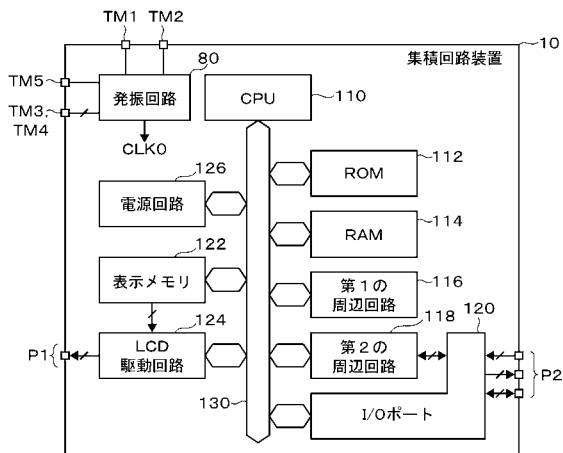 TM1
TM2
10
80
集積回路装置
TM5
TM3,
TM4
発振回路
CPU
110
CLK0
112
ROM
126
電源回路
114
RAM
122
表示メモリ
116
第1の
周辺回路
124
118
120
P1
LCD
駆動回路
第2の
周辺回路
P2
130
I/Oポート